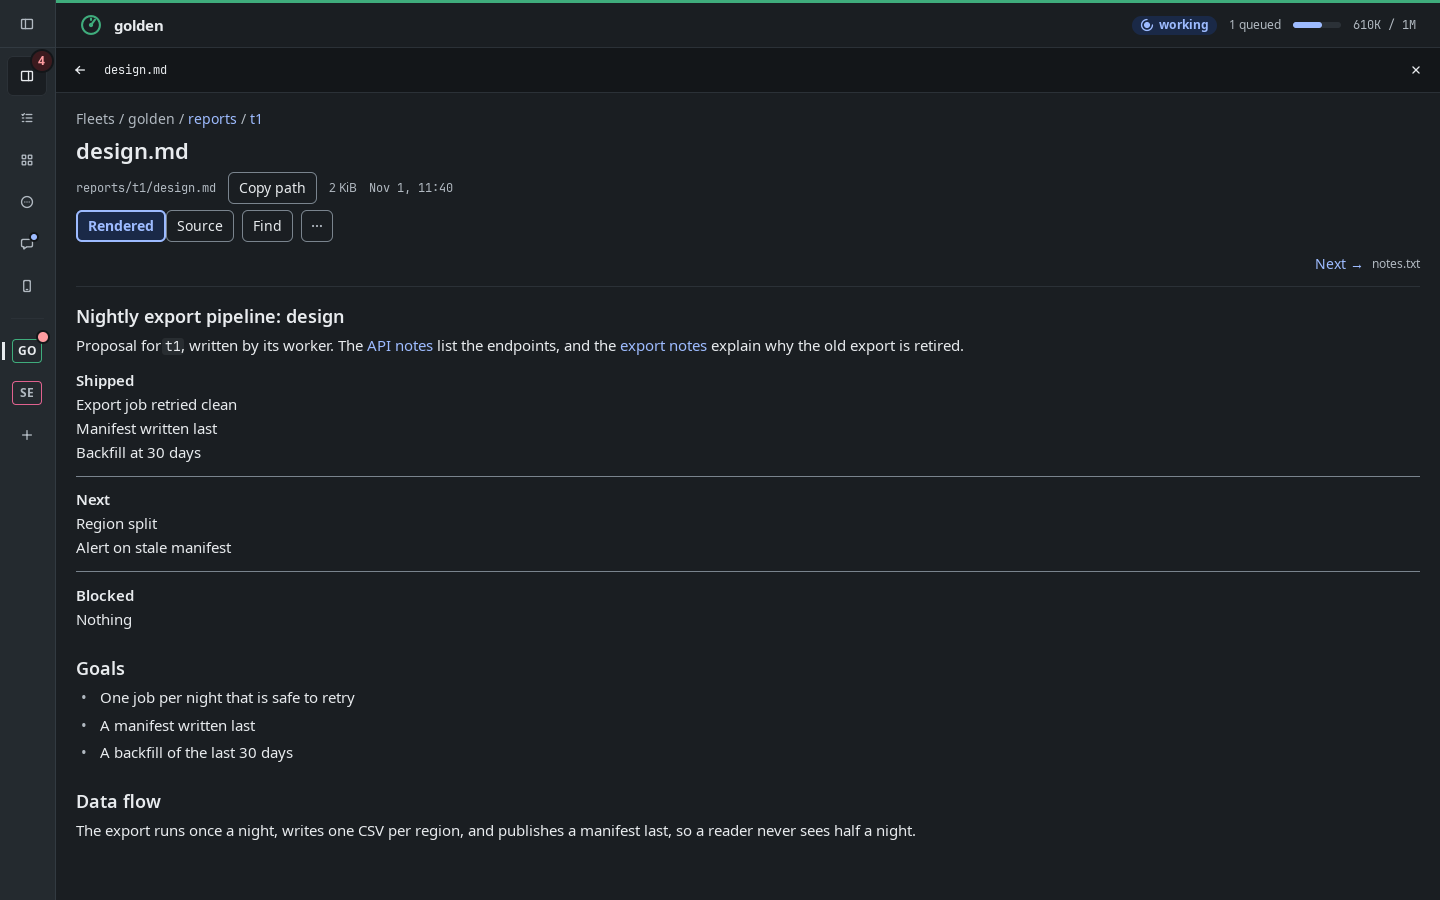 golden
working
1 queued
610K / 1M
4
design.md
Fleets / golden / reports / t1
design.md
reports/t1/design.md
Copy path
2 KiB
Nov 1, 11:40
Rendered
Source
Find
···
Next →
notes.txt
Nightly export pipeline: design
Proposal for t1, written by its worker. The API notes list the endpoints, and the export notes explain why the old export is retired.
GO
Shipped
SE
Export job retried clean
Manifest written last
Backfill at 30 days
Next
Region split
Alert on stale manifest
Blocked
Nothing
Goals
• One job per night that is safe to retry
• A manifest written last
• A backfill of the last 30 days
Data flow
The export runs once a night, writes one CSV per region, and publishes a manifest last, so a reader never sees half a night.